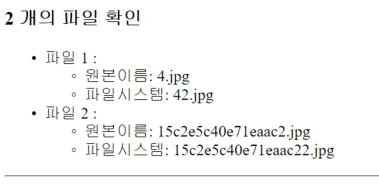 2 개의 파일 확인
파일 1 :
원본이름: 4.jpg
파일시스템: 42.jpg
파일 2 :
원본이름: 15c2e5c40e71eaac2.jpg
파일시스템: 15c2e5c40e71eaac22.jpg